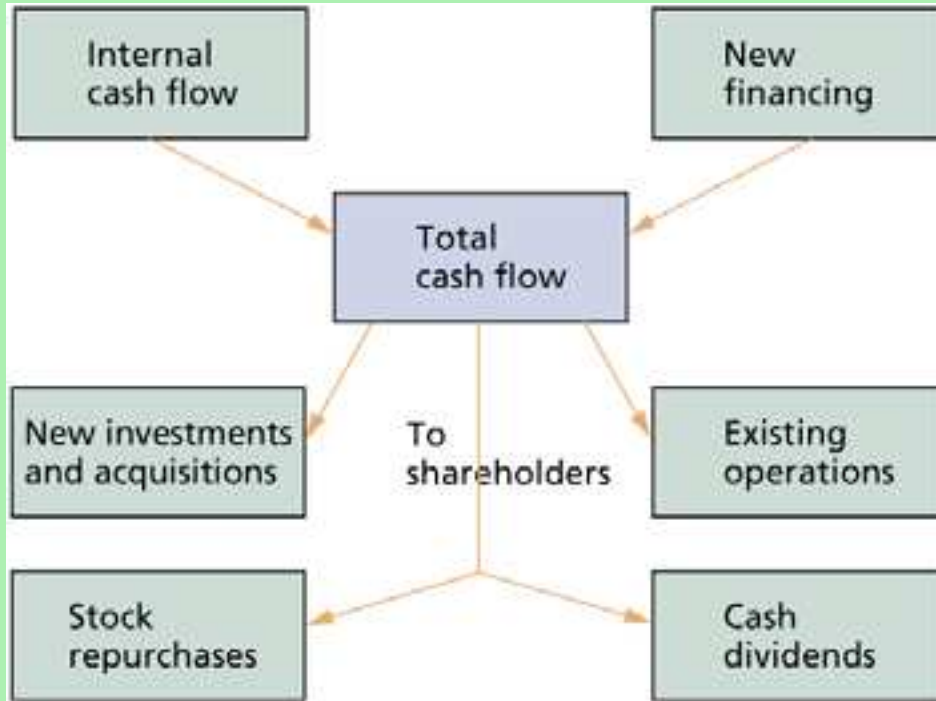 Internal
cash flow
New
financing
Total
cash flow
New investments
and acquisitions
To
shareholders
Existing
operations
Stock
repurchases
Cash
dividends